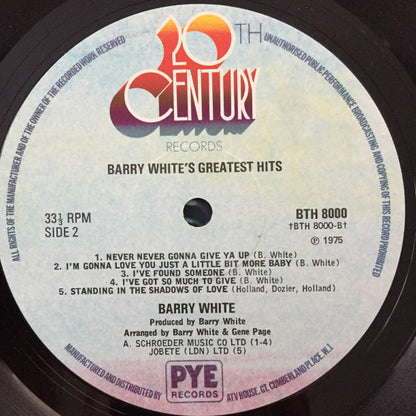 20TH
CENTURY
RECORDS
BARRY WHITE'S GREATEST HITS
33⅓ RPM
SIDE 2
BTH 8000
†BTH 8000-B†
℗ 1975
1. NEVER NEVER GONNA GIVE YA UP (B. White)
2. I'M GONNA LOVE YOU JUST A LITTLE BIT MORE BABY (B. White)
3. I'VE FOUND SOMEONE (B. White)
4. I'VE GOT SO MUCH TO GIVE (B. White)
5. STANDING IN THE SHADOWS OF LOVE (Holland, Dozier, Holland)
BARRY WHITE
Produced by Barry White
Arranged by Barry White & Gene Page
A. SCHROEDER MUSIC CO LTD (1-4)
JOBETE (LDN) LTD (5)
PYE
RECORDS
ALL RIGHTS OF THE MANUFACTURER AND OF THE OWNER OF THE RECORDED WORK RESERVED
UNAUTHORISED PUBLIC PERFORMANCE BROADCASTING AND COPYING OF THIS RECORD PROHIBITED
MANUFACTURED AND DISTRIBUTED BY
ATV HOUSE, GT. CUMBERLAND PLACE, W.1